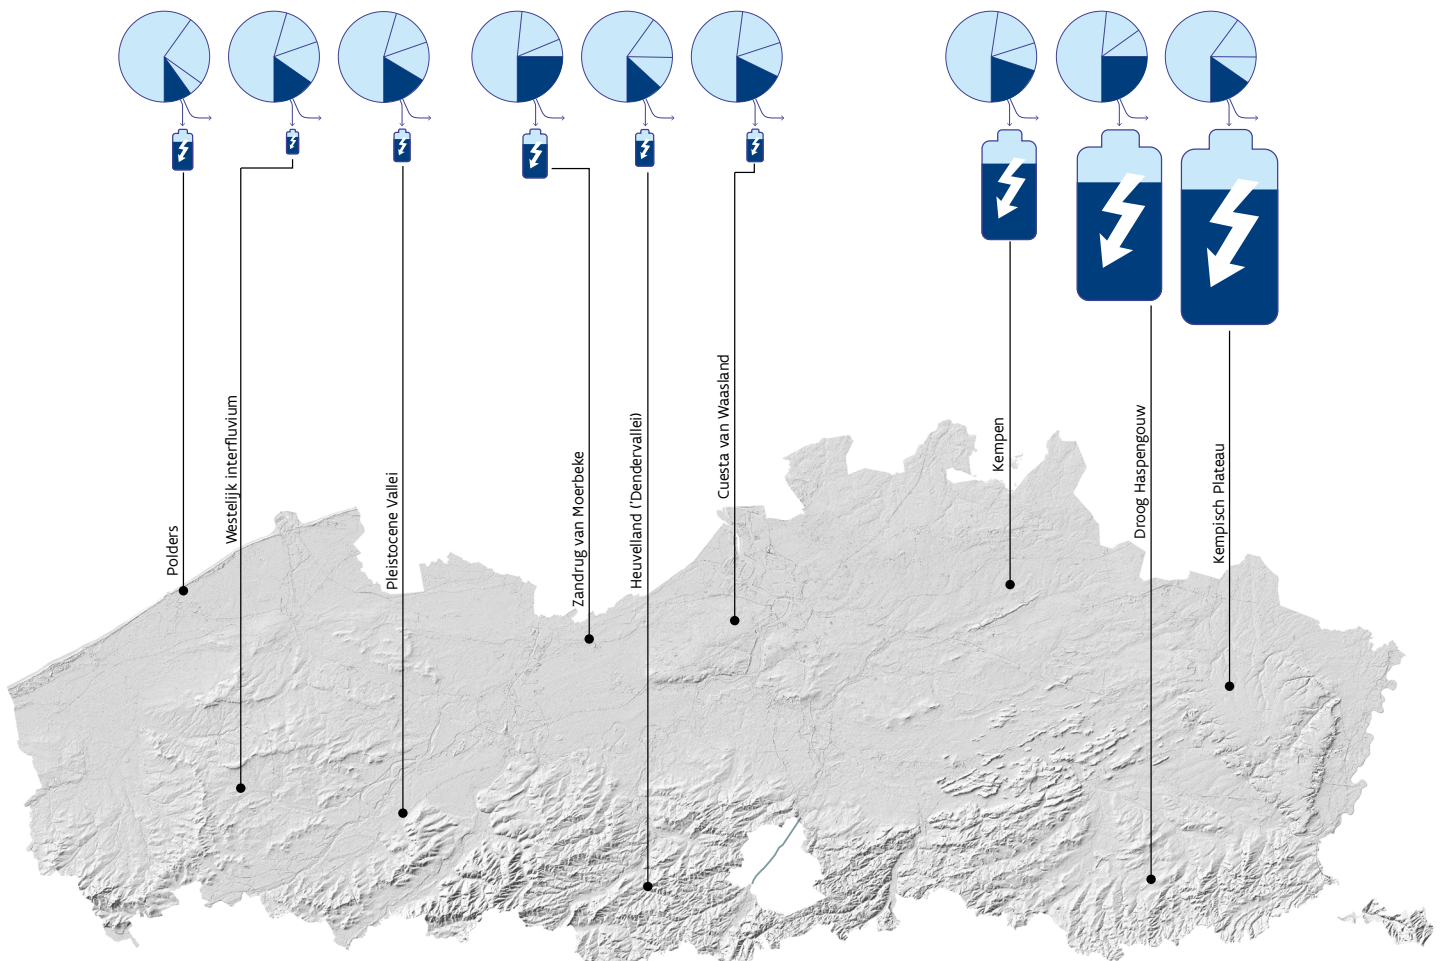 Polders
Westelijk interfluvium
Pleistocene Vallei
Zandrug van Moerbeke
Heuvelland ('Dendervallei)
Cuesta van Waasland
Kempen
Droog Haspengouw
Kempisch Plateau